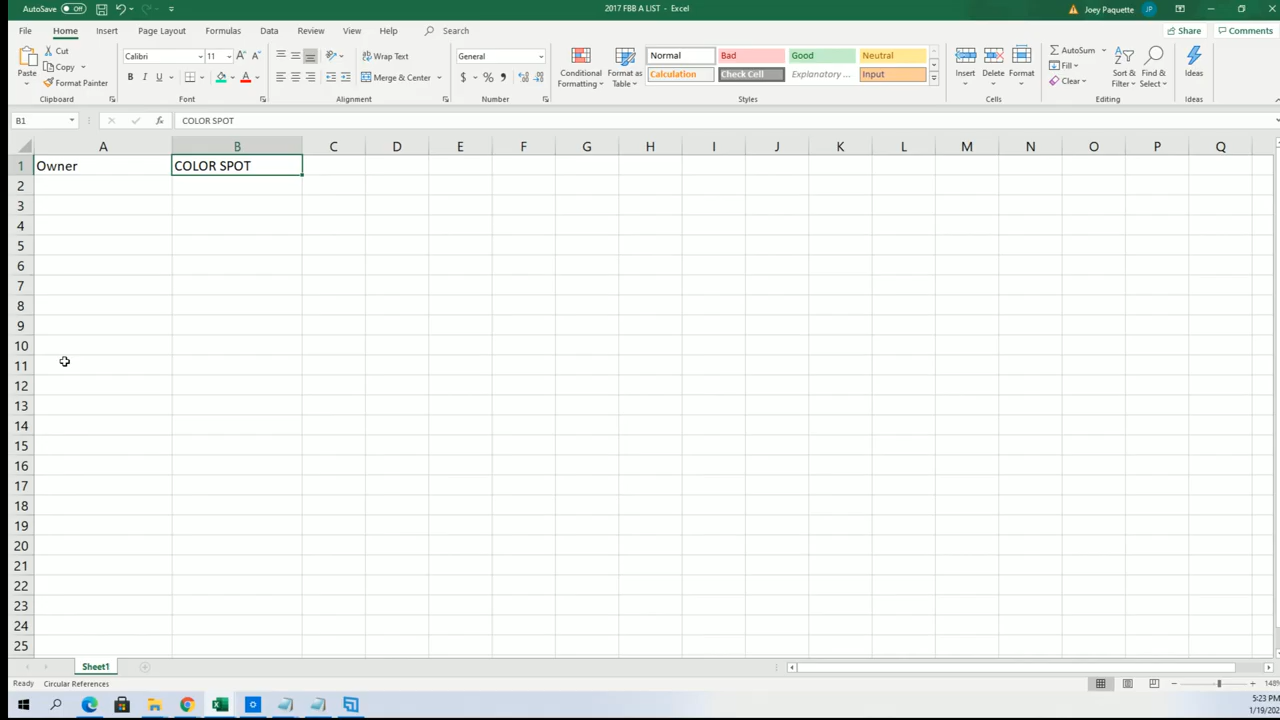 AutoSave Off 2017 FBB A LIST - Excel Joey Paquette JP
File Home Insert Page Layout Formulas Data Review View Help Search Share Comments
Paste Cut Copy Format Painter Clipboard
Calibri 11 A A B I U A Font
Wrap Text Merge & Center Alignment
General $ % Number
Conditional Formatting Format as Table
Normal Bad Good Neutral
Calculation Check Cell Explanatory ... Input
Styles
Insert Delete Format Cells
AutoSum Fill Clear Sort & Filter Find & Select Editing
Ideas Ideas
B1 fx COLOR SPOT
A B C D E F G H I J K L M N O P Q
1 Owner COLOR SPOT
2
3
4
5
6
7
8
9
10
11
12
13
14
15
16
17
18
19
20
21
22
23
24
25
Sheet1
Ready Circular References 148
5:23 PM
1/19/202